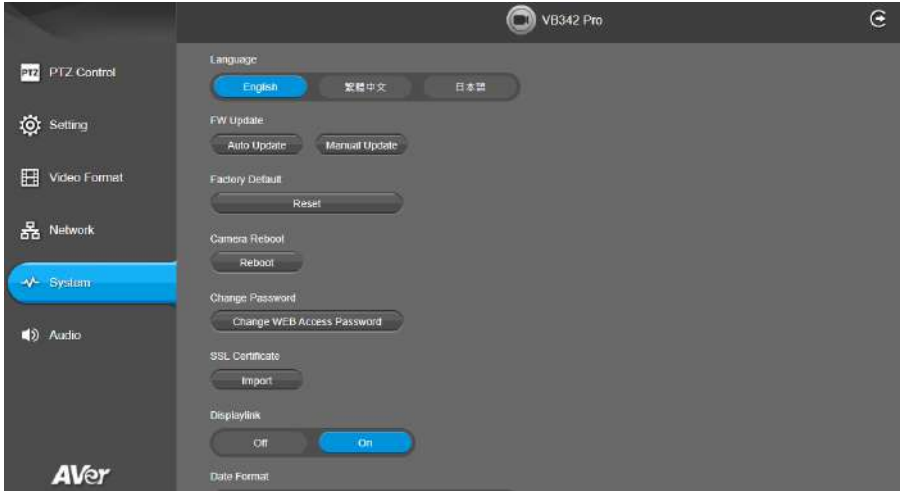 VB342 Pro
PTZ PTZ Control
Setting
Video Format
Network
System
Audio
AVer
Language
English 繁體中文 日本語
FW Update
Auto Update Manual Update
Factory Default
Reset
Camera Reboot
Reboot
Change Password
Change WEB Access Password
SSL Certificate
Import
Displaylink
Off On
Date Format